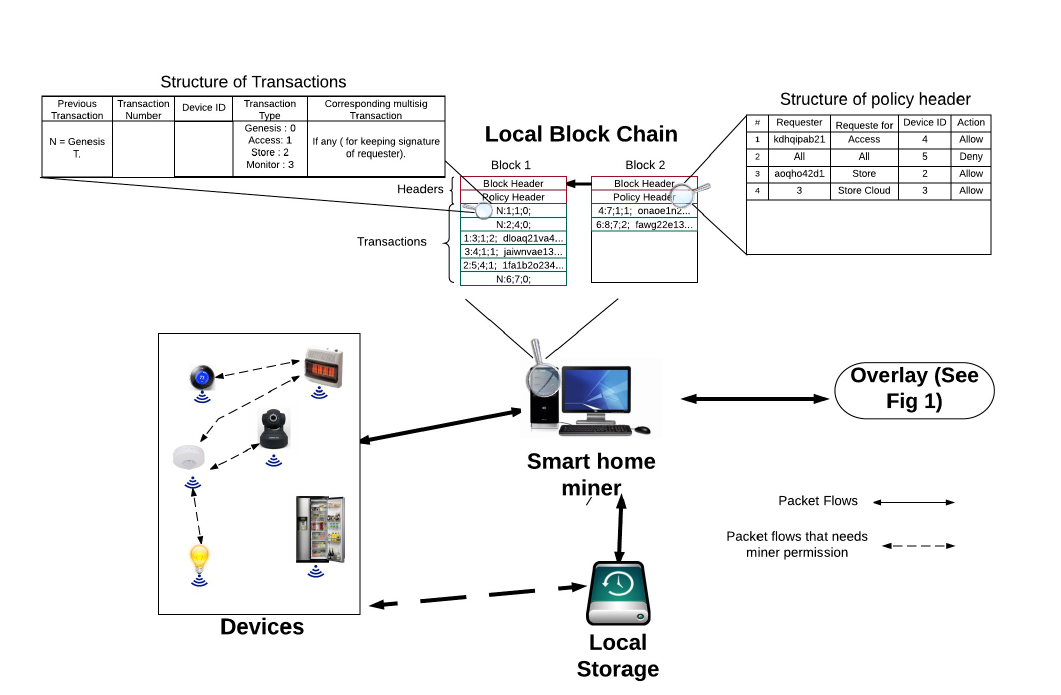 Structure of Transactions
Previous Transaction
Transaction Number
Device ID
Transaction Type
Corresponding multisig Transaction
N = Genesis T.
Genesis : 0
Access: 1
Store : 2
Monitor : 3
If any ( for keeping signature of requester).
Structure of policy header
# Requester Requeste for Device ID Action
1 kdhqipab21 Access 4 Allow
2 All All 5 Deny
3 aoqho42d1 Store 2 Allow
4 3 Store Cloud 3 Allow
Local Block Chain
Block 1
Block 2
Headers
Transactions
Block Header
Policy Header
N:1;1;0;
N:2;4;0;
1:3;1;2; dloaq21va4...
3:4;1;1; jaiwnvae13...
2:5;4;1; 1fa1b2o234...
N:6;7;0;
Block Header
Policy Header
4:7;1;1; onaoe1n2...
6:8;7;2; fawg22e13...
Smart home
miner
Overlay (See
Fig 1)
Packet Flows
Packet flows that needs
miner permission
Devices
Local
Storage